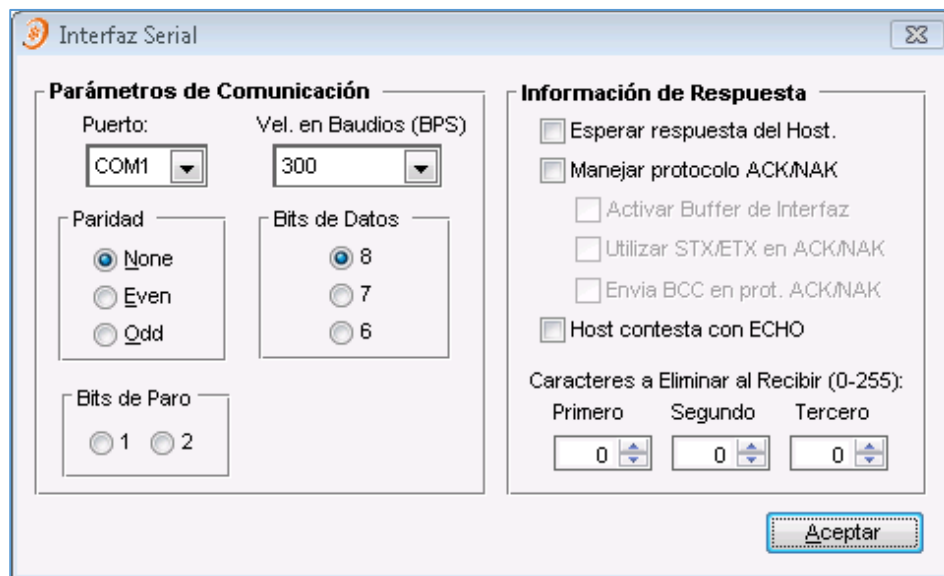 Interfaz Serial
Parámetros de Comunicación
Puerto:
Vel. en Baudios (BPS)
COM1
300
Paridad
None
Even
Odd
Bits de Datos
8
7
6
Bits de Paro
1
2
Información de Respuesta
Esperar respuesta del Host.
Manejar protocolo ACK/NAK
Activar Buffer de Interfaz
Utilizar STX/ETX en ACK/NAK
Envia BCC en prot. ACK/NAK
Host contesta con ECHO
Caracteres a Eliminar al Recibir (0-255):
Primero
Segundo
Tercero
0
0
0
Aceptar